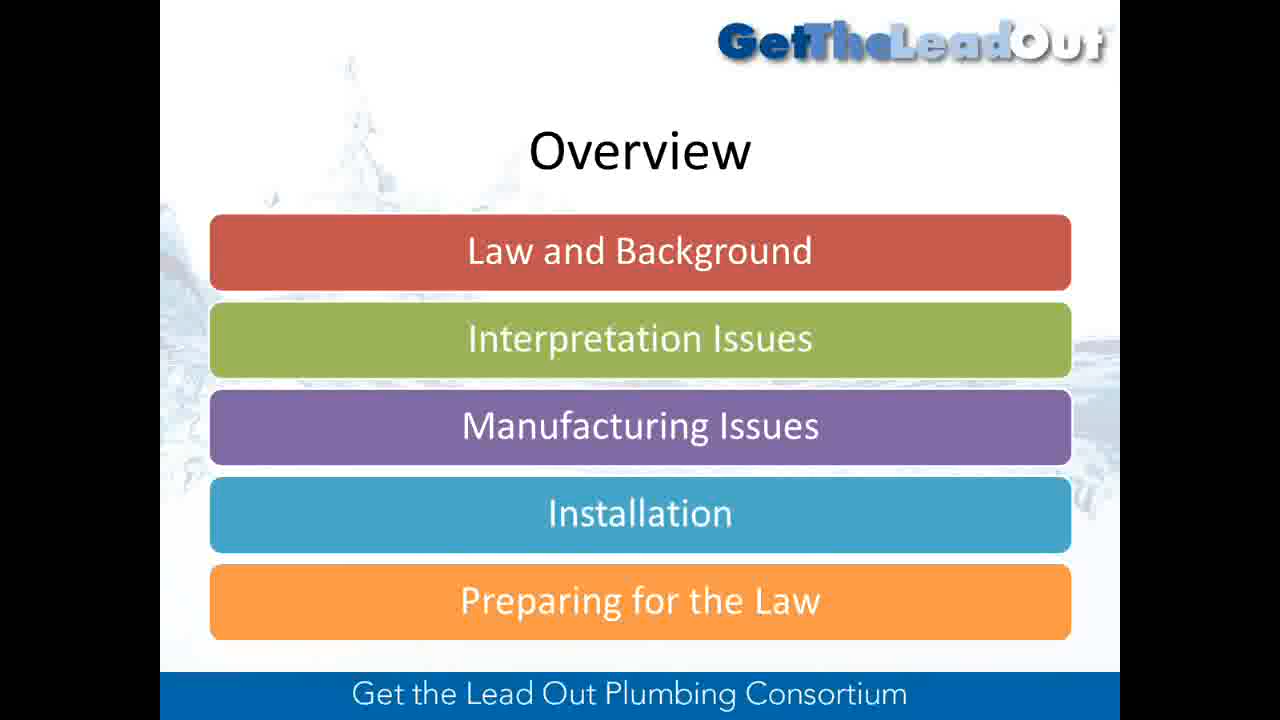 GetTheLeadOut
Overview
Law and Background
Interpretation Issues
Manufacturing Issues
Installation
Preparing for the Law
Get the Lead Out Plumbing Consortium